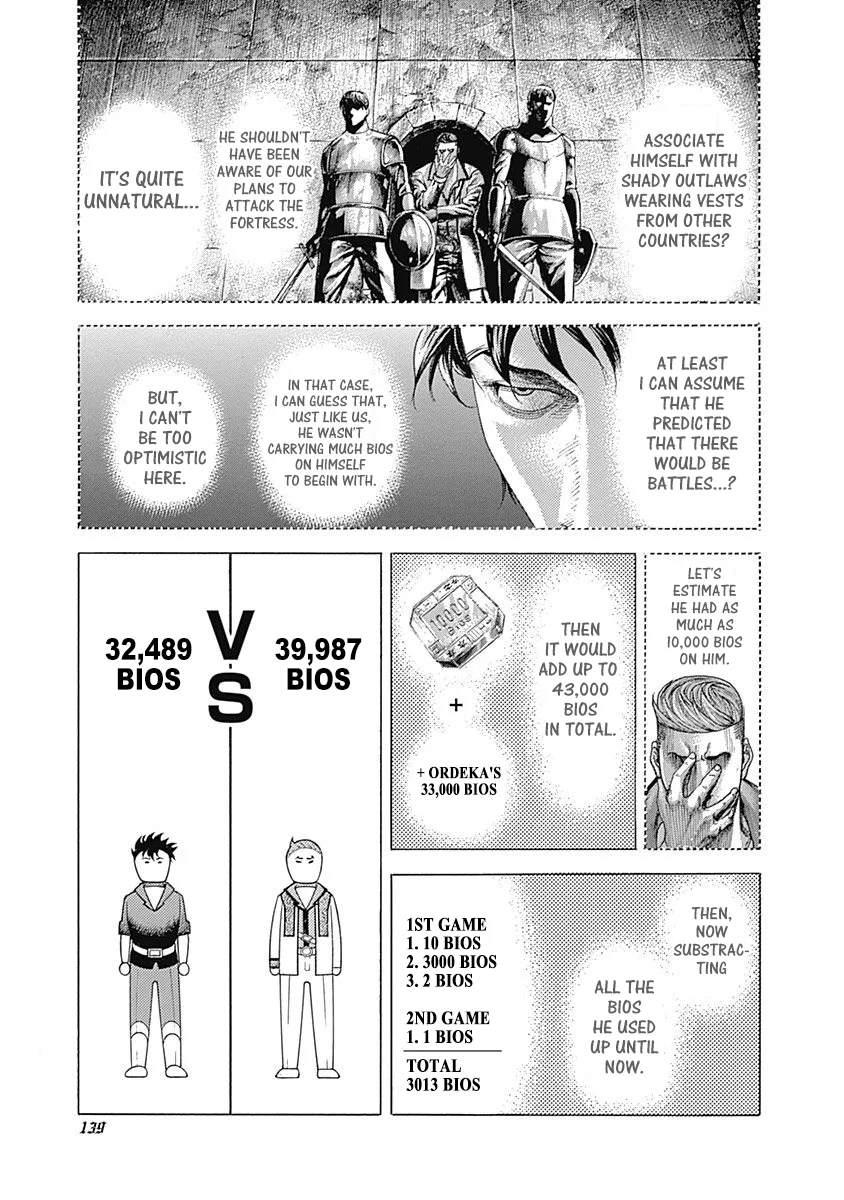 ASSOCIATE
HIMSELF WITH
SHADY OUTLAWS
WEARING VESTS
FROM OTHER
COUNTRIES?
HE SHOULDN'T
HAVE BEEN
AWARE OF OUR
PLANS TO
ATTACK THE
FORTRESS.
IT'S QUITE
UNNATURAL...
AT LEAST
I CAN ASSUME
THAT HE
PREDICTED
THAT THERE
WOULD BE
BATTLES...?
IN THAT CASE,
I CAN GUESS THAT,
JUST LIKE US,
HE WASN'T
CARRYING MUCH BIOS
ON HIMSELF
TO BEGIN WITH.
BUT,
I CAN'T
BE TOO
OPTIMISTIC
HERE.
LET'S
ESTIMATE
HE HAD AS
MUCH AS
10,000 BIOS
ON HIM.
THEN
IT WOULD
ADD UP TO
43,000
BIOS
IN TOTAL.
10000
BIOS
+
+ ORDEKA'S
33,000 BIOS
THEN,
NOW
SUBSTRAC-
TING
ALL THE
BIOS
HE USED
UP UNTIL
NOW.
1ST GAME
1. 10 BIOS
2. 3000 BIOS
3. 2 BIOS
2ND GAME
1. 1 BIOS
TOTAL
3013 BIOS
32,489
BIOS
VS
39,987
BIOS
139